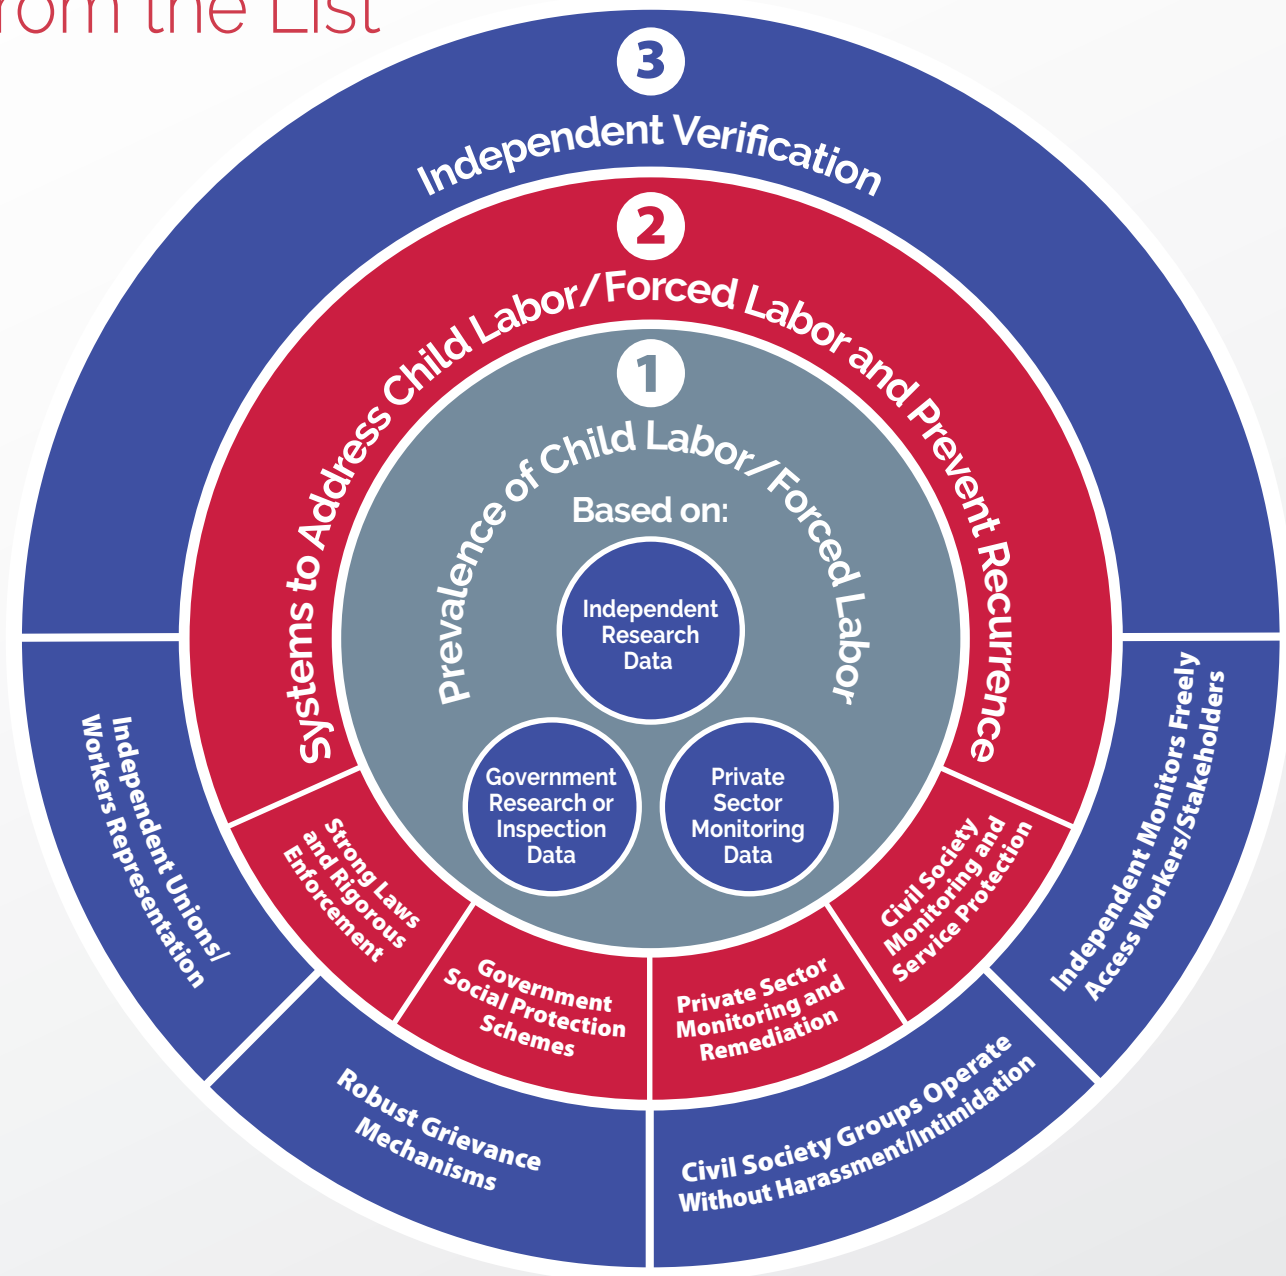 from the List
3
Independent Verification
2
Systems to Address Child Labor/Forced Labor and Prevent Recurrence
1
Prevalence of Child Labor/Forced Labor
Based on:
Independent
Research
Data
Government
Research or
Inspection
Data
Private
Sector
Monitoring
Data
Strong Laws
and Rigorous
Enforcement
Government
Social Protection
Schemes
Private Sector
Monitoring and
Remediation
Civil Society
Monitoring and
Service Protection
Independent Unions/
Workers Representation
Robust Grievance
Mechanisms
Civil Society Groups Operate
Without Harassment/Intimidation
Independent Monitors Freely
Access Workers/Stakeholders